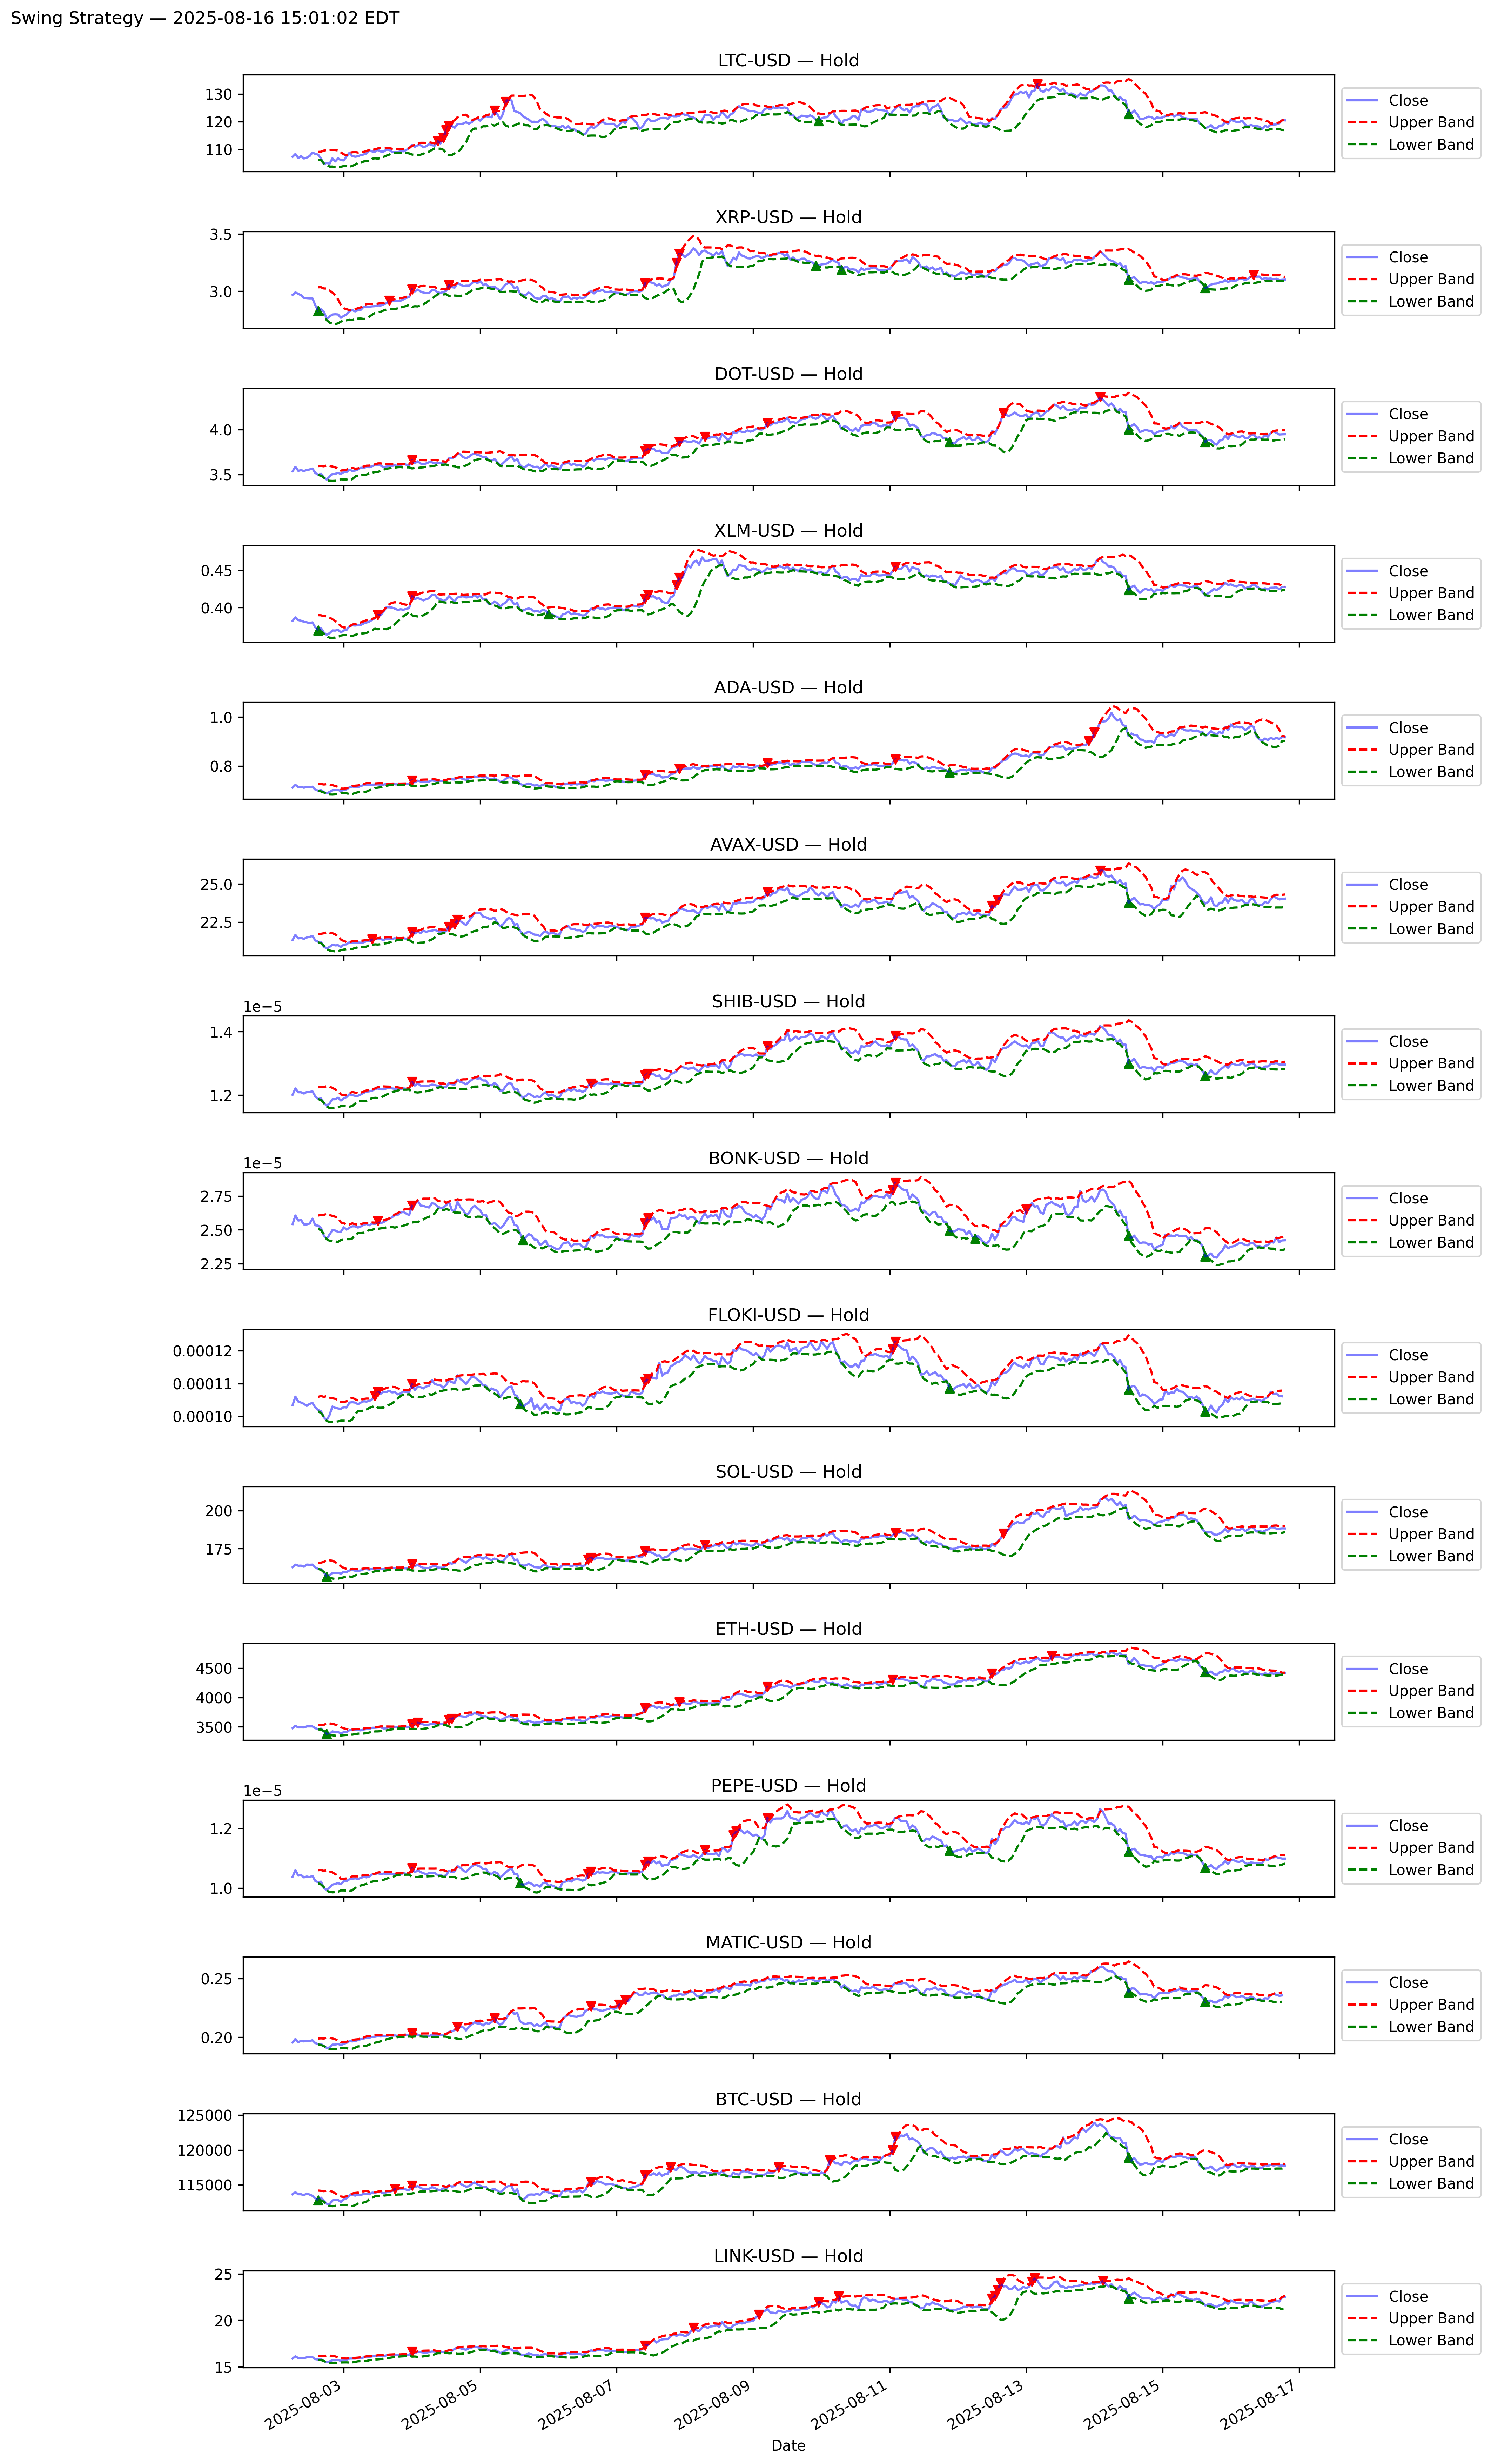 Swing Strategy — 2025-08-16 15:01:02 EDT
LTC-USD — Hold
130
120
110
Close
Upper Band
Lower Band
XRP-USD — Hold
3.5
3.0
Close
Upper Band
Lower Band
DOT-USD — Hold
4.0
3.5
Close
Upper Band
Lower Band
XLM-USD — Hold
0.45
0.40
Close
Upper Band
Lower Band
ADA-USD — Hold
1.0
0.8
Close
Upper Band
Lower Band
AVAX-USD — Hold
25.0
22.5
Close
Upper Band
Lower Band
SHIB-USD — Hold
1e−5
1.4
1.2
Close
Upper Band
Lower Band
BONK-USD — Hold
1e−5
2.75
2.50
2.25
Close
Upper Band
Lower Band
FLOKI-USD — Hold
0.00012
0.00011
0.00010
Close
Upper Band
Lower Band
SOL-USD — Hold
200
175
Close
Upper Band
Lower Band
ETH-USD — Hold
4500
4000
3500
Close
Upper Band
Lower Band
PEPE-USD — Hold
1e−5
1.2
1.0
Close
Upper Band
Lower Band
MATIC-USD — Hold
0.25
0.20
Close
Upper Band
Lower Band
BTC-USD — Hold
125000
120000
115000
Close
Upper Band
Lower Band
LINK-USD — Hold
25
20
15
Close
Upper Band
Lower Band
2025-08-03
2025-08-05
2025-08-07
2025-08-09
2025-08-11
2025-08-13
2025-08-15
2025-08-17
Date